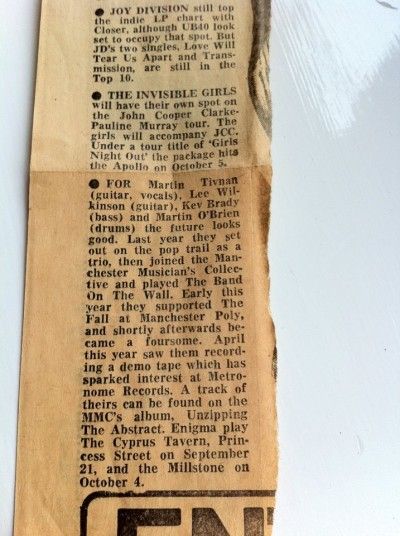 ● JOY DIVISION still top
the indie LP chart with
Closer, although UB40 look
set to occupy that spot. But
JD's two singles, Love Will
Tear Us Apart and Trans-
mission, are still in the
Top 10.
● THE INVISIBLE GIRLS
will have their own spot on
the John Cooper Clarke-
Pauline Murray tour. The
girls will accompany JCC.
Under a tour title of 'Girls
Night Out' the package hits
the Apollo on October 5.
● FOR Martin Tivnan
(guitar, vocals), Lee Wil-
kinson (guitar), Kev Brady
(bass) and Martin O'Brien
(drums) the future looks
good. Last year they set
out on the pop trail as a
trio, then joined the Man-
chester Musician's Collec-
tive and played The Band
On The Wall. Early this
year they supported The
Fall at Manchester Poly,
and shortly afterwards be-
came a foursome. April
this year saw them record-
ing a demo tape which has
sparked interest at Metro-
nome Records. A track of
theirs can be found on the
MMC's album, Unzipping
The Abstract. Enigma play
The Cyprus Tavern, Prin-
cess Street on September
21, and the Millstone on
October 4.